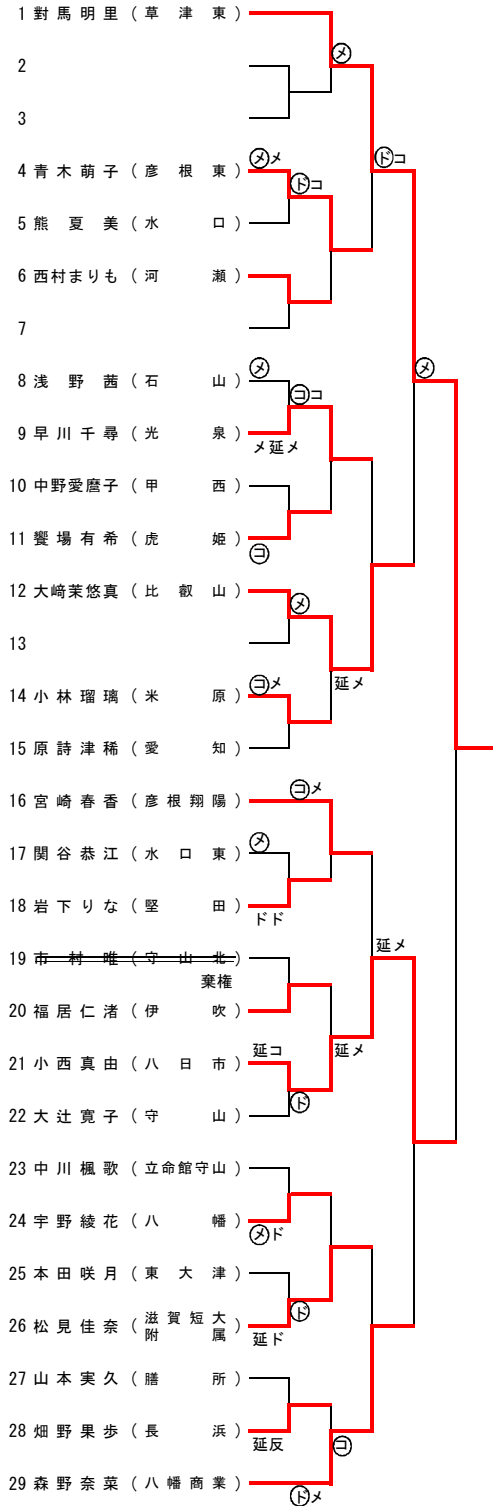 1 對馬明里（草津東）
㋱
2
3
4 青木萌子（彦根東） ㋱メ
㋣゙コ
㋣゙コ
5 熊夏美（水口）
6 西村まりも（河瀬）
7
8 浅野茜（石山） ㋱
㋙コ
㋱
9 早川千尋（光泉） メ延メ
10 中野愛麿子（甲西）
11 饗場有希（虎姫） ㋙
12 大﨑茉悠真（比叡山） ㋱
13
14 小林瑠璃（米原） ㋙メ
延メ
15 原詩津稀（愛知）
16 宮崎春香（彦根翔陽） ㋙メ
17 関谷恭江（水口東） ㋱
18 岩下りな（堅田） ドド
19 市村唯（守山北）
棄権
延メ
20 福居仁渚（伊吹）
21 小西真由（八日市） 延コ
延メ
㋣゙
22 大辻寛子（守山）
23 中川楓歌（立命館守山）
24 宇野綾花（八幡） ㋱ド
25 本田咲月（東大津）
㋣゙
26 松見佳奈（滋賀短大附属） 延ド
27 山本実久（膳所）
28 畑野果歩（長浜） 延反
㋙
29 森野奈菜（八幡商業） ㋣゙メ